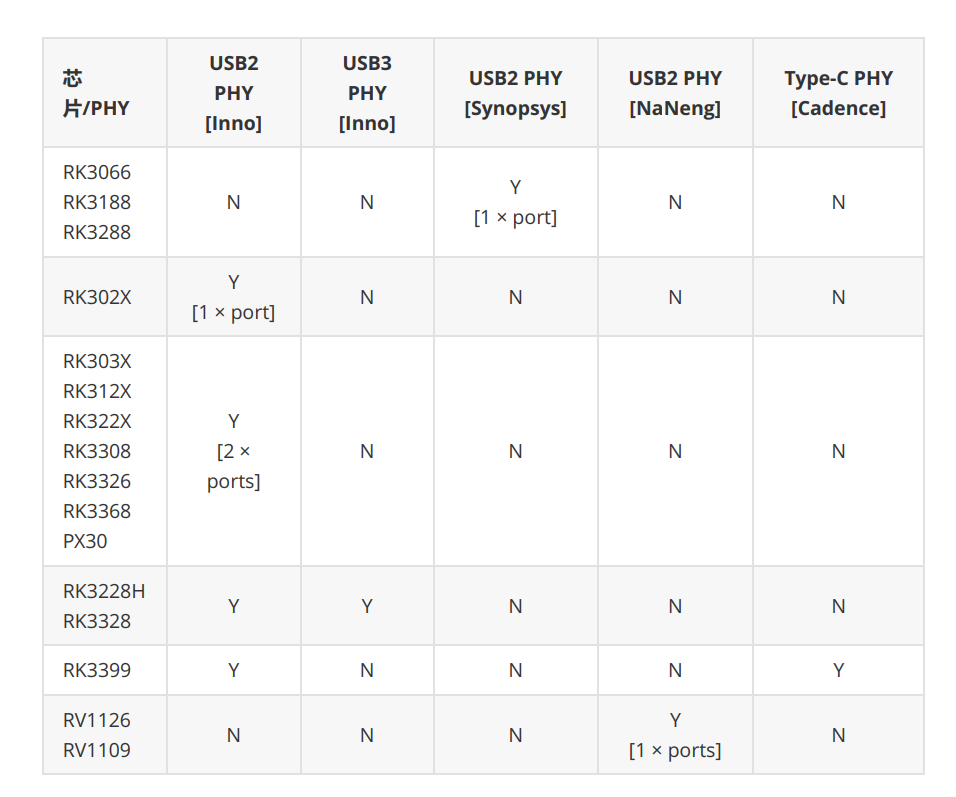 芯
片/PHY
USB2
PHY
[Inno]
USB3
PHY
[Inno]
USB2 PHY
[Synopsys]
USB2 PHY
[NaNeng]
Type-C PHY
[Cadence]
RK3066
RK3188
RK3288
N
N
Y
[1 × port]
N
N
RK302X
Y
[1 × port]
N
N
N
N
RK303X
RK312X
RK322X
RK3308
RK3326
RK3368
PX30
Y
[2 ×
ports]
N
N
N
N
RK3228H
RK3328
Y
Y
N
N
N
RK3399
Y
N
N
N
Y
RV1126
RV1109
N
N
N
Y
[1 × ports]
N